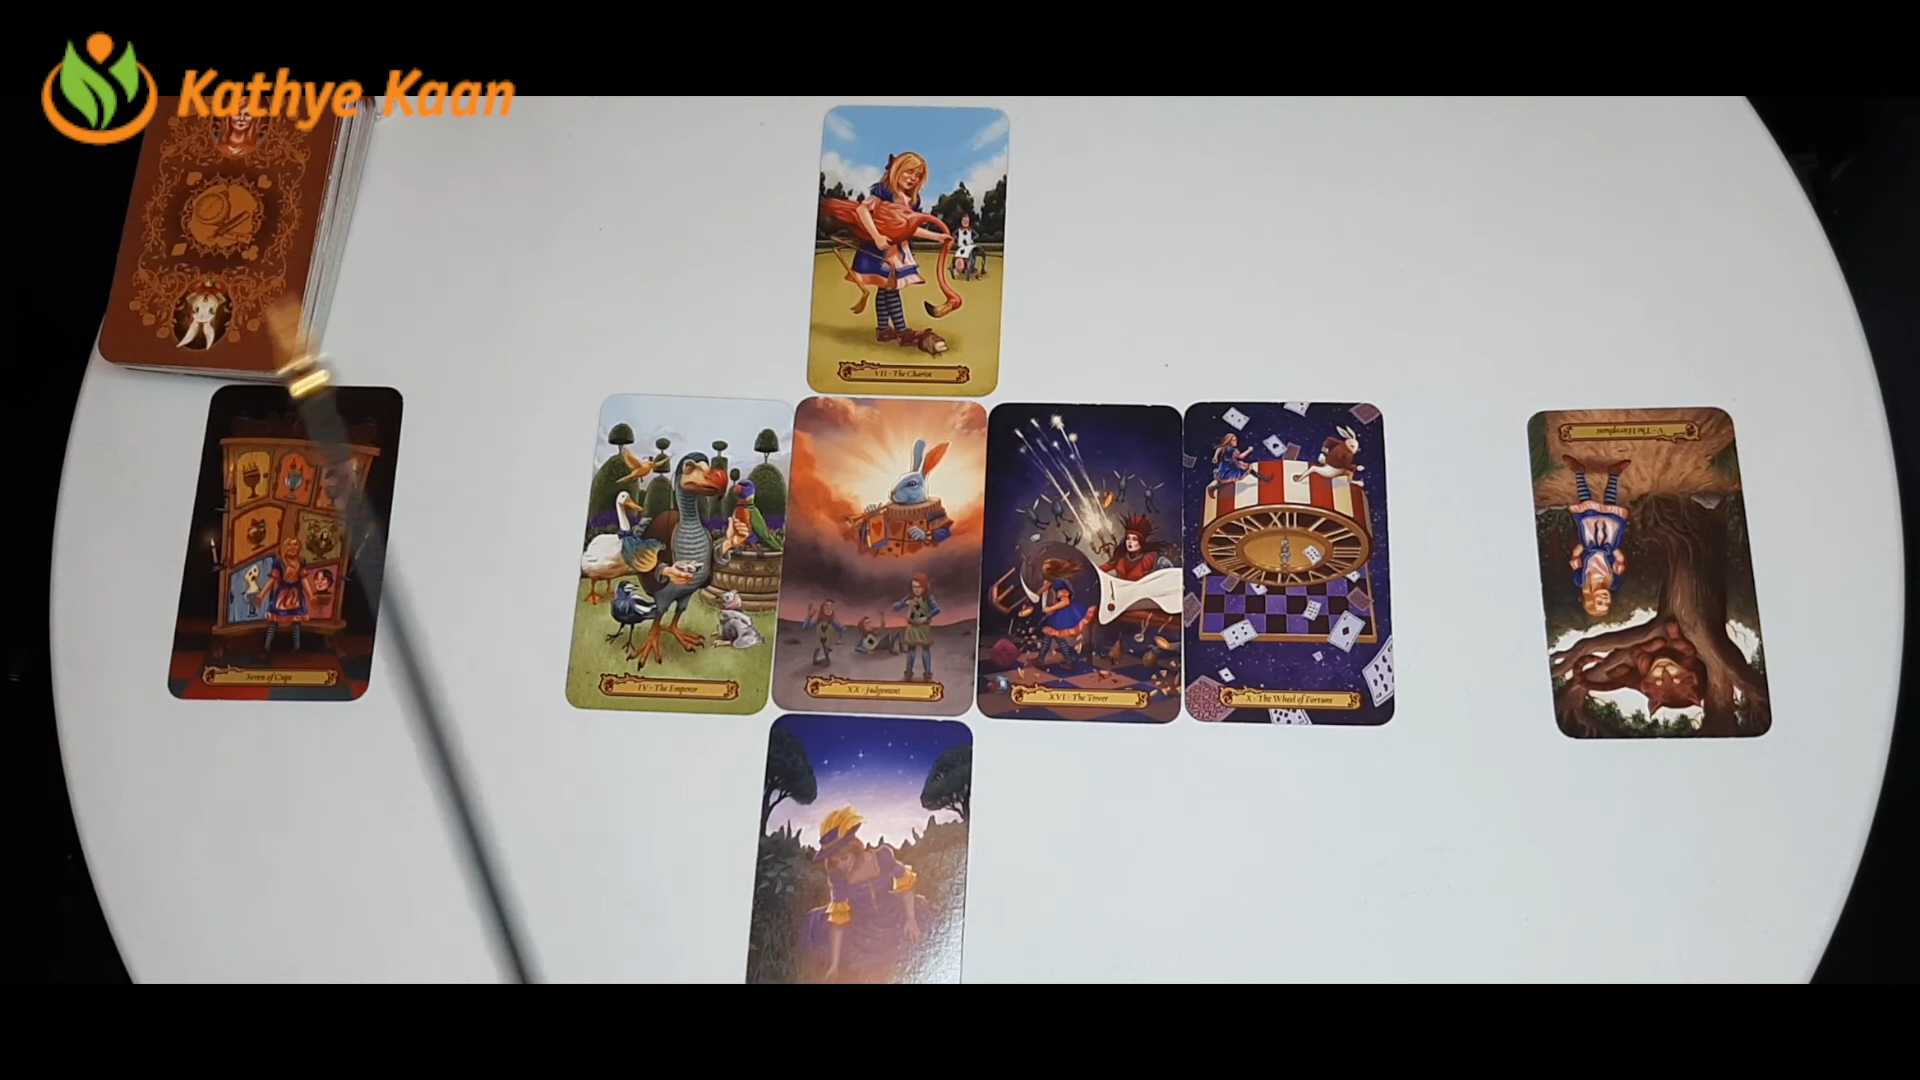 Kathye Kaan
VII - The Chariot
Seven of Cups
IV - The Emperor
XX - Judgement
XVI - The Tower
X - The Wheel of Fortune
V - The Hierophant
XII